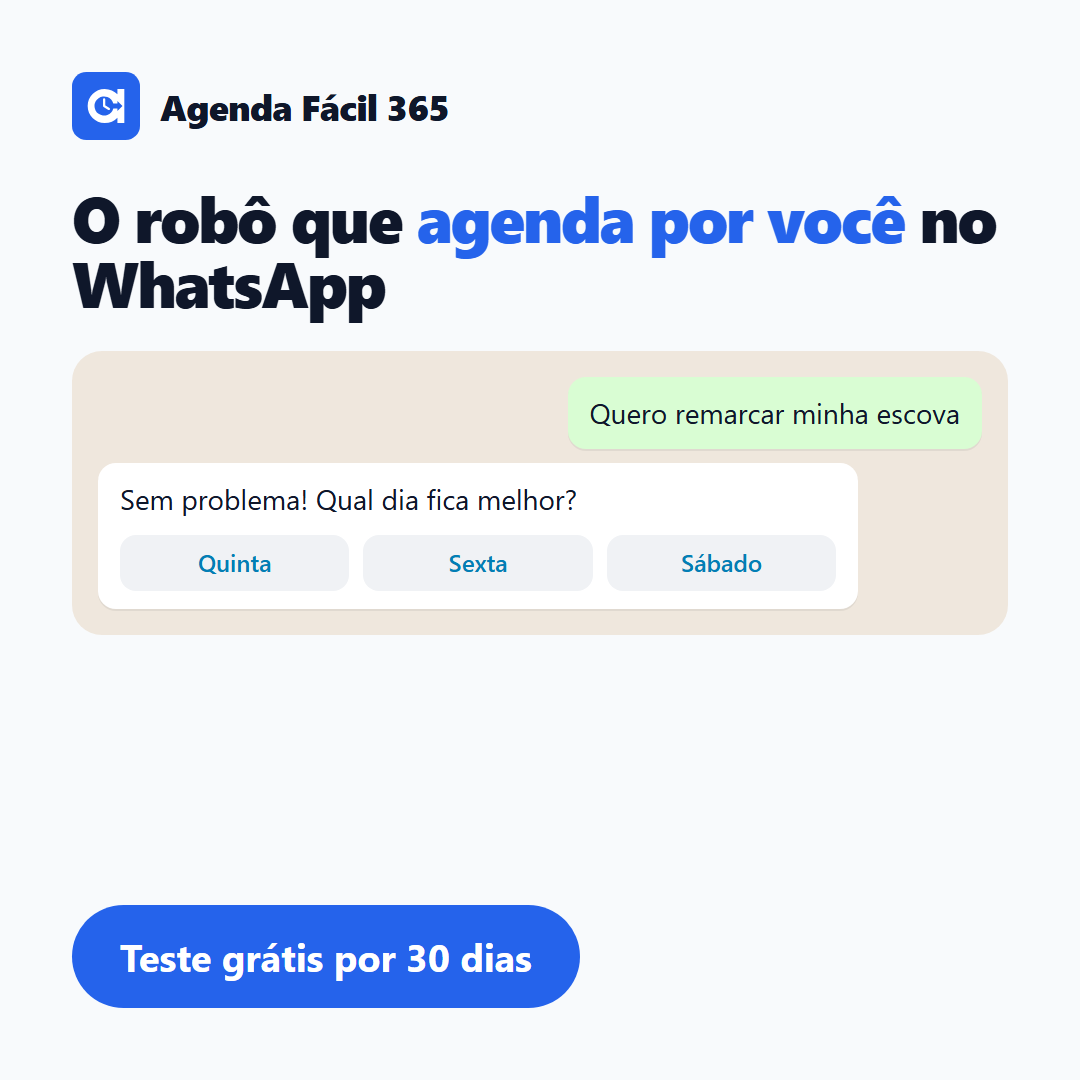 Agenda Fácil 365
O robô que agenda por você no
WhatsApp
Quero remarcar minha escova
Sem problema! Qual dia fica melhor?
Quinta
Sexta
Sábado
Teste grátis por 30 dias